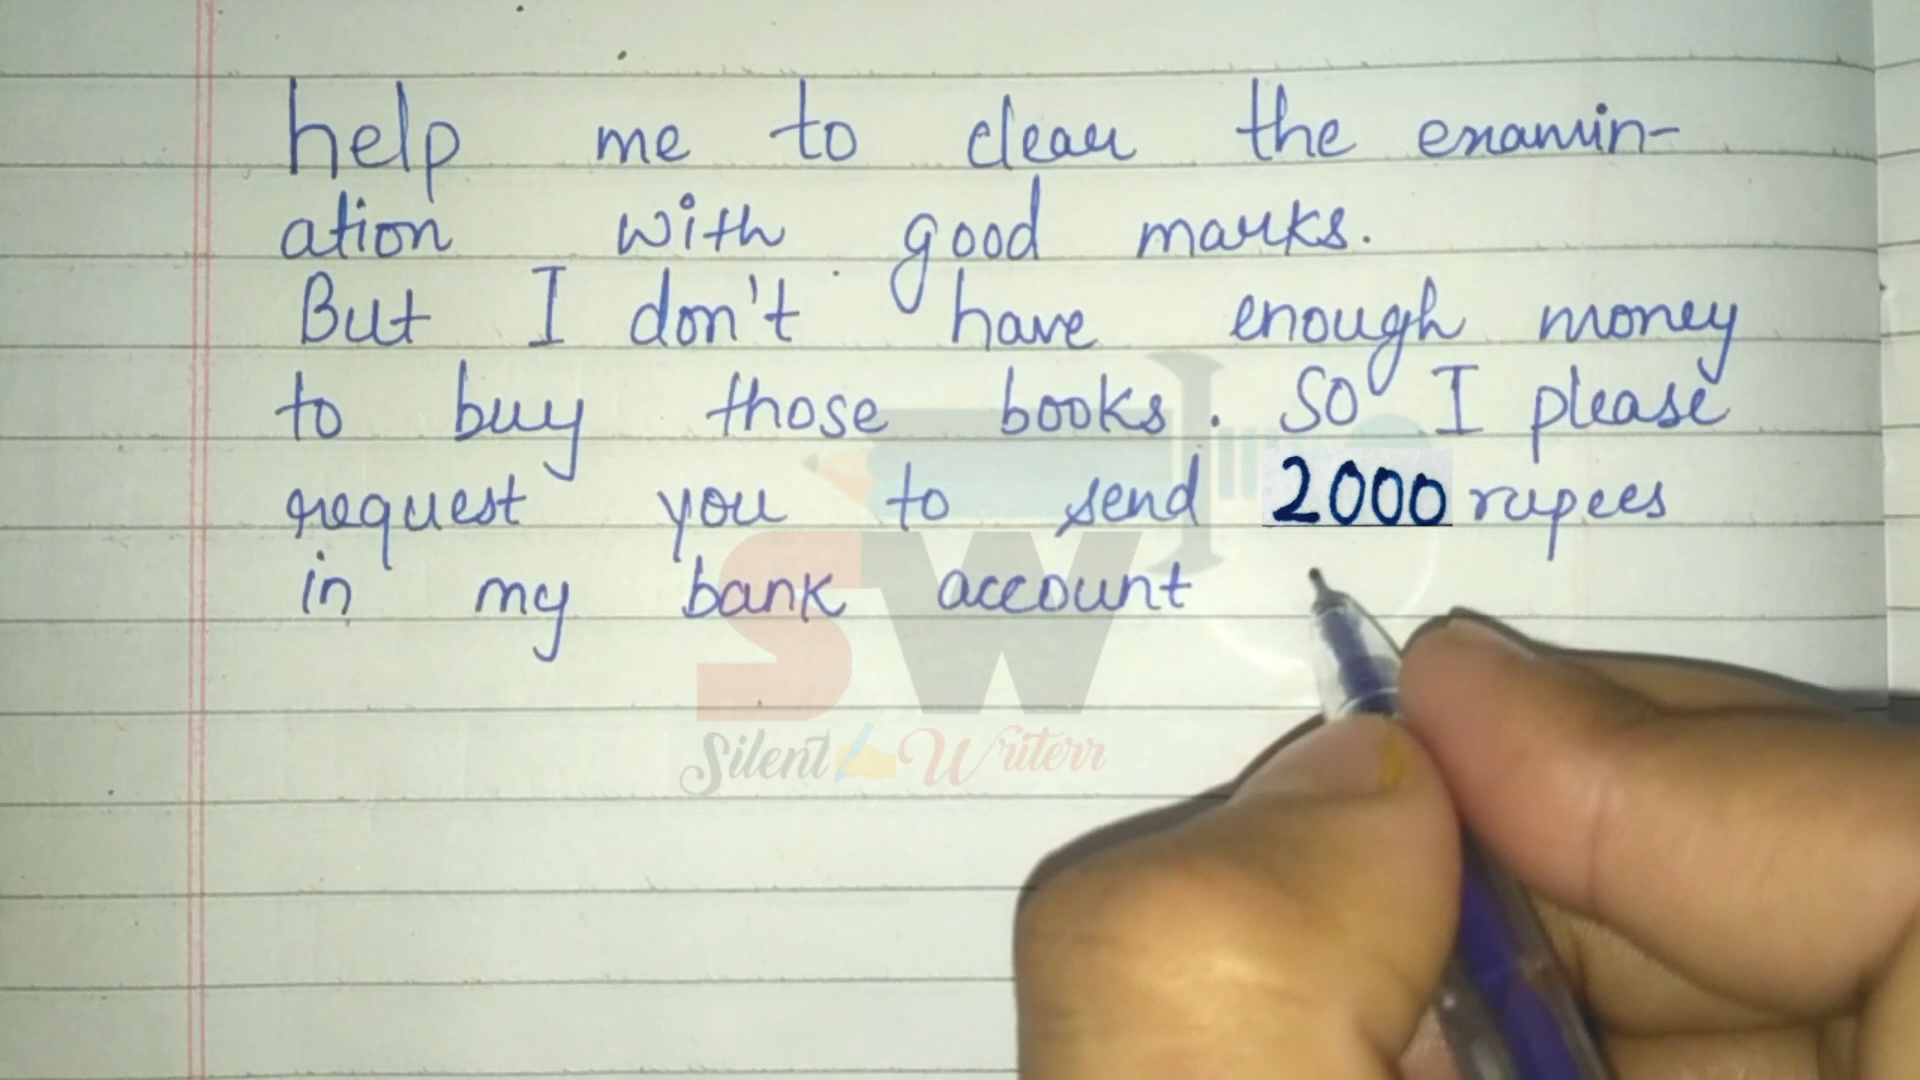 help me to clear the examin-
ation with good marks.
But I don't have enough money
to buy those books. So I please
request you to send 2000 rupees
in my bank account
SW
Silent Writerr